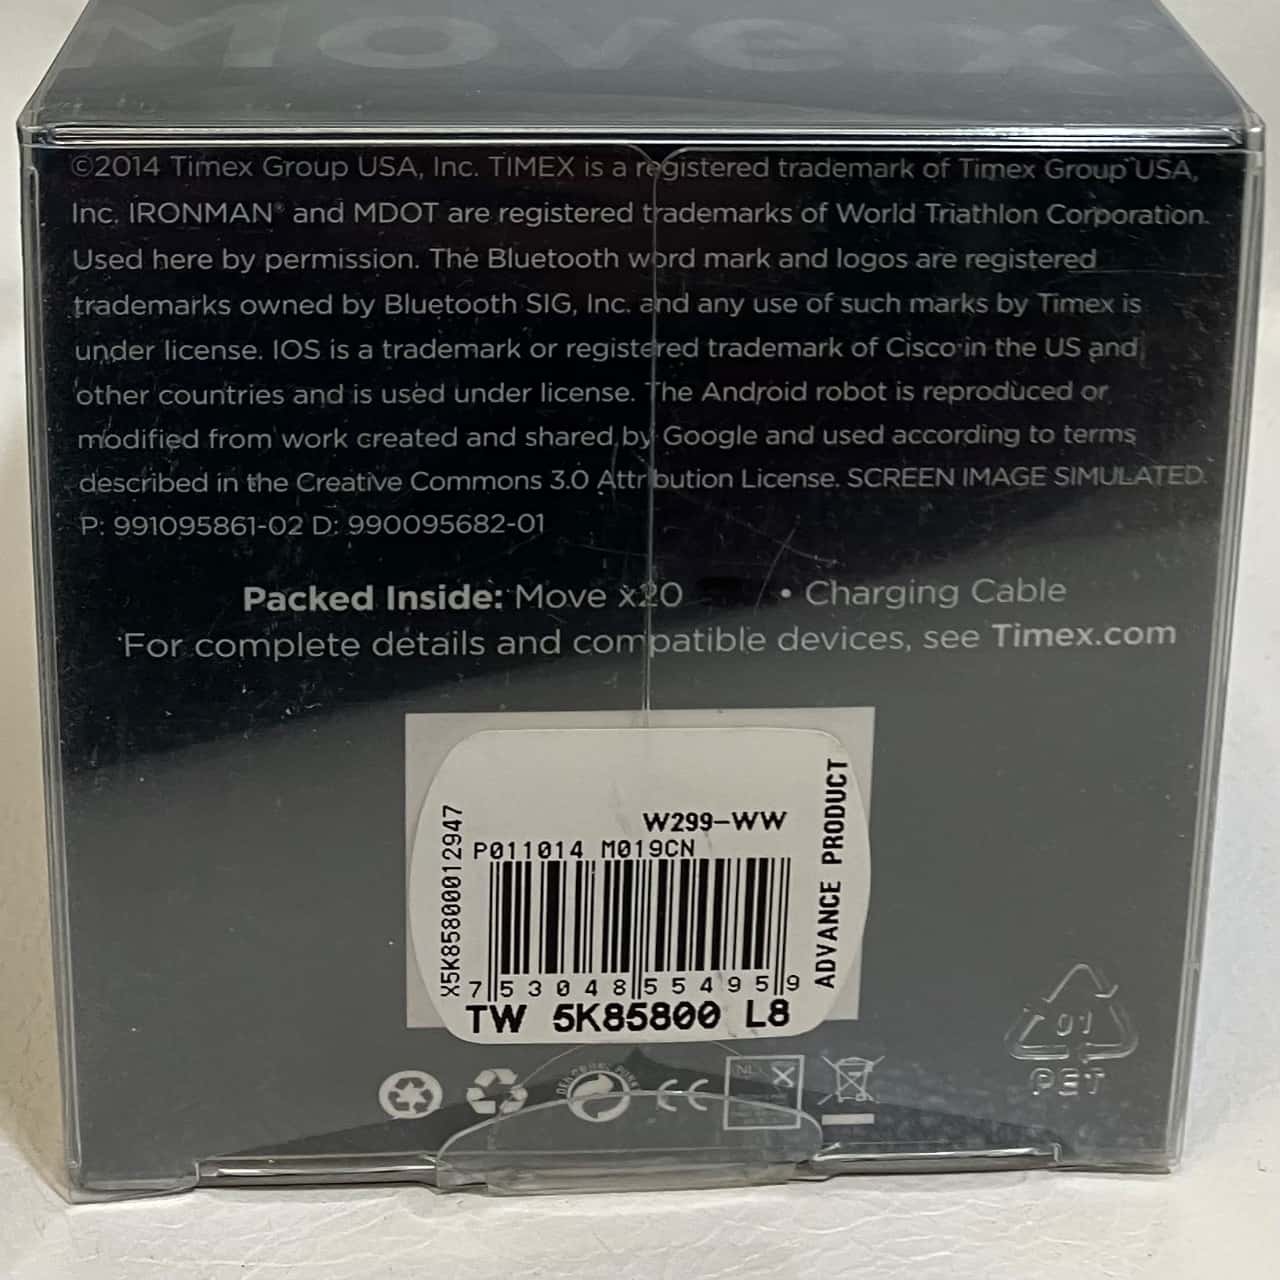 Move x
©2014 Timex Group USA, Inc. TIMEX is a registered trademark of Timex Group USA,
Inc. IRONMAN® and MDOT are registered trademarks of World Triathlon Corporation.
Used here by permission. The Bluetooth word mark and logos are registered
trademarks owned by Bluetooth SIG, Inc. and any use of such marks by Timex is
under license. IOS is a trademark or registered trademark of Cisco in the US and
other countries and is used under license. The Android robot is reproduced or
modified from work created and shared by Google and used according to terms
described in the Creative Commons 3.0 Attribution License. SCREEN IMAGE SIMULATED.
P: 991095861-02 D: 990095682-01
Packed Inside: Move x20 • Charging Cable
For complete details and compatible devices, see Timex.com
W299-WW
P011014 M019CN
X5K85800012947
ADVANCE PRODUCT
7 53048 55495 9
TW 5K85800 L8
CE
01
PET